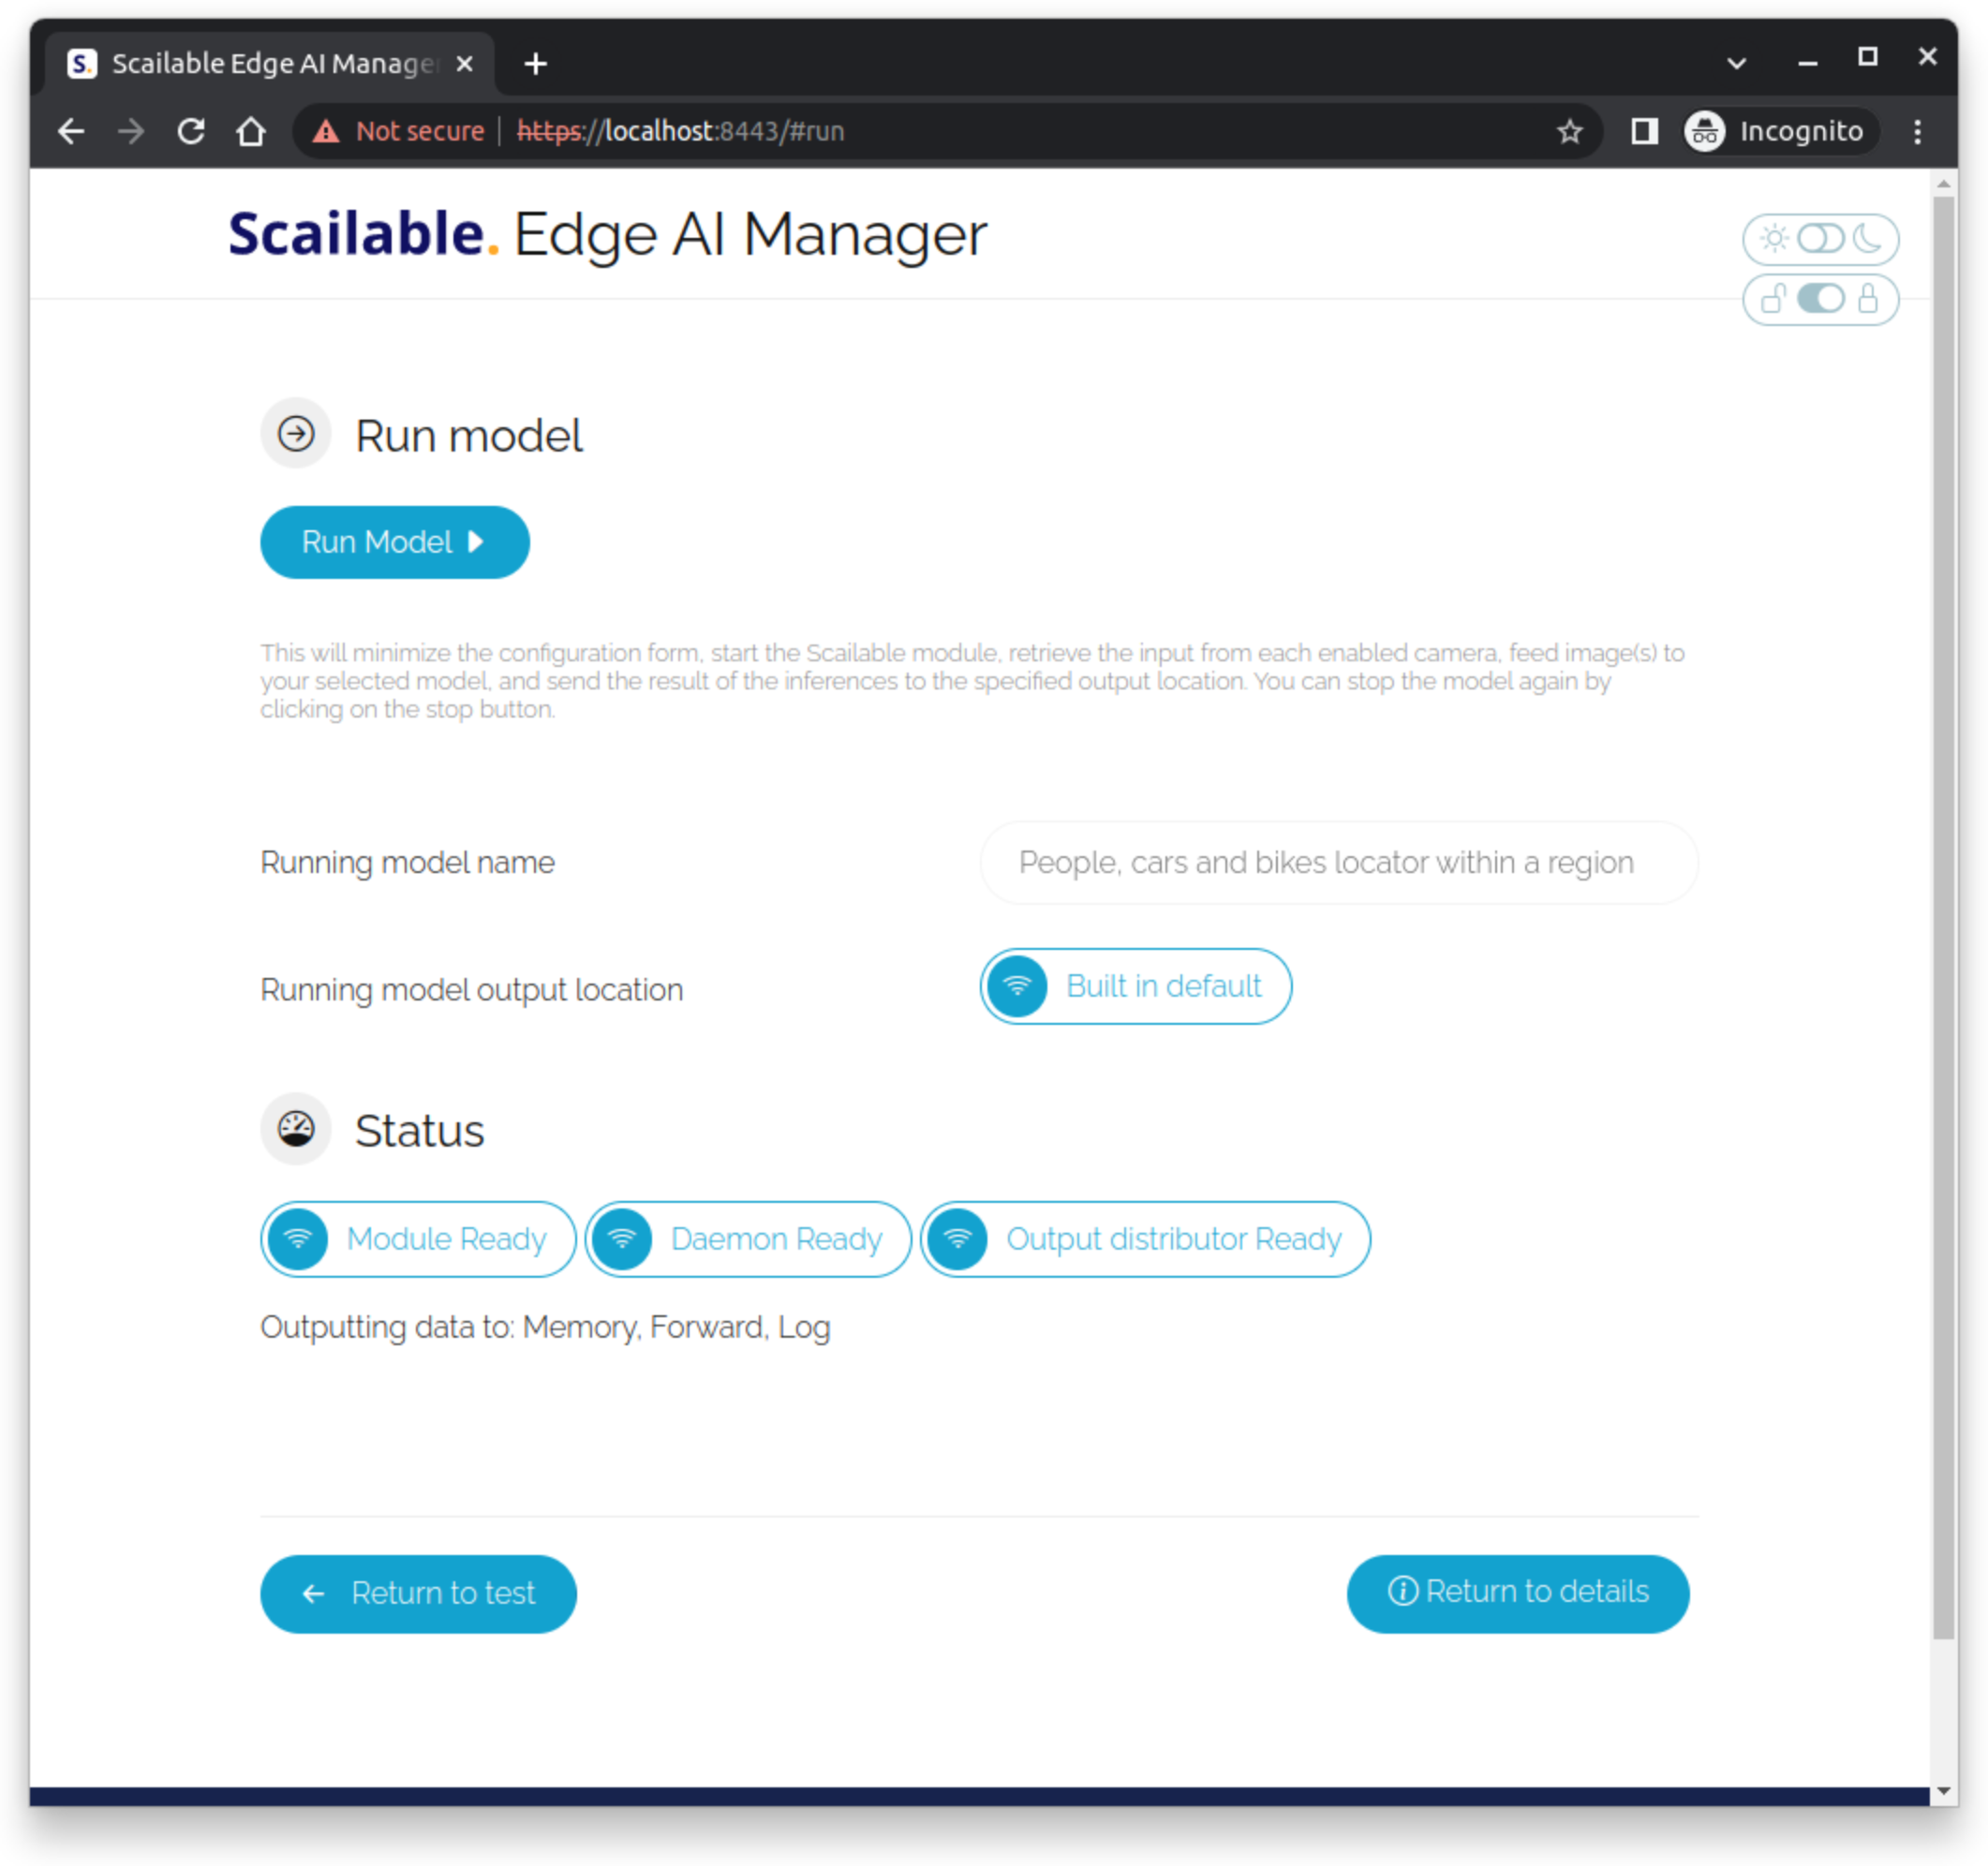 S. Scailable Edge AI Manager
Not secure | https://localhost:8443/#run
Incognito
Scailable. Edge AI Manager
Run model
Run Model
This will minimize the configuration form, start the Scailable module, retrieve the input from each enabled camera, feed image(s) to
your selected model, and send the result of the inferences to the specified output location. You can stop the model again by
clicking on the stop button.
Running model name
People, cars and bikes locator within a region
Running model output location
Built in default
Status
Module Ready
Daemon Ready
Output distributor Ready
Outputting data to: Memory, Forward, Log
Return to test
Return to details